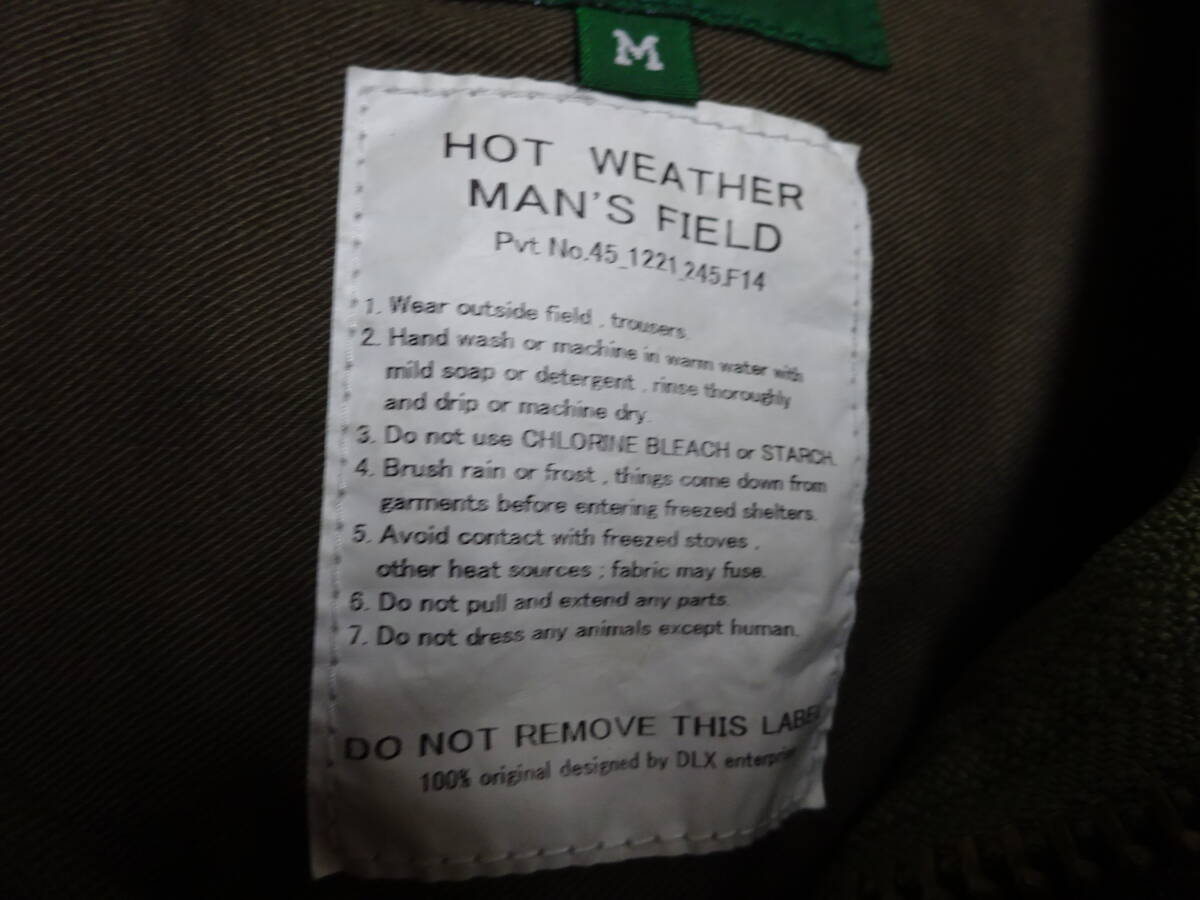 M
HOT WEATHER
MAN'S FIELD
Pvt No.45_1221_245.F14
1. Wear outside field , trousers.
2. Hand wash or machine in warm water with
mild soap or detergent , rinse thoroughly
and drip or machine dry.
3. Do not use CHLORINE BLEACH or STARCH.
4. Brush rain or frost , things come down from
garments before entering freezed shelters.
5. Avoid contact with freezed stoves .
other heat sources ; fabric may fuse.
6. Do not pull and extend any parts.
7. Do not dress any animals except human.
DO NOT REMOVE THIS LABEL
100% original designed by DLX enterprise